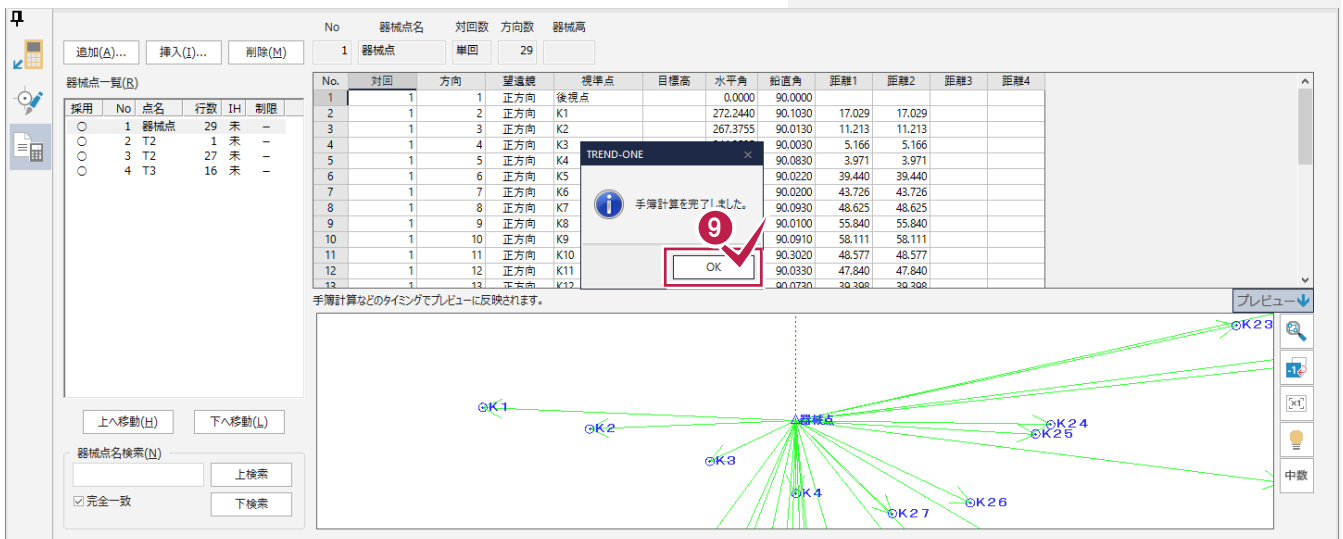 No 器械点名 対回数 方向数 器械高
追加(A)... 挿入(I)... 削除(M) 1 器械点 単回 29
器械点一覧(R)
採用 No 点名 行数 IH 制限
○ 1 器械点 29 未 −
○ 2 T2 1 未 −
○ 3 T2 27 未 −
○ 4 T3 16 未 −
上へ移動(H) 下へ移動(L)
器械点名検索(N)
上検索
完全一致 下検索
No. 対回 方向 望遠鏡 視準点 目標高 水平角 鉛直角 距離1 距離2 距離3 距離4
1 1 1 正方向 後視点 0.0000 90.0000
2 1 2 正方向 K1 272.2440 90.1030 17.029 17.029
3 1 3 正方向 K2 267.3755 90.0130 11.213 11.213
4 1 4 正方向 K3 90.0030 5.166 5.166
5 1 5 正方向 K4 90.0830 3.971 3.971
6 1 6 正方向 K5 90.0220 39.440 39.440
7 1 7 正方向 K6 90.0200 43.726 43.726
8 1 8 正方向 K7 90.0930 48.625 48.625
9 1 9 正方向 K8 90.0100 55.840 55.840
10 1 10 正方向 K9 90.0910 58.111 58.111
11 1 11 正方向 K10 90.3020 48.577 48.577
12 1 12 正方向 K11 90.0330 47.840 47.840
13 1 13 正方向 K12 90.0730 39.398 39.398
TREND-ONE
手簿計算を完了しました。
9
OK
手簿計算などのタイミングでプレビューに反映されます。
プレビュー
K23
K1
器械点
K24
K2
K25
K3
K4
K26
K27
-12
[×1]
中数